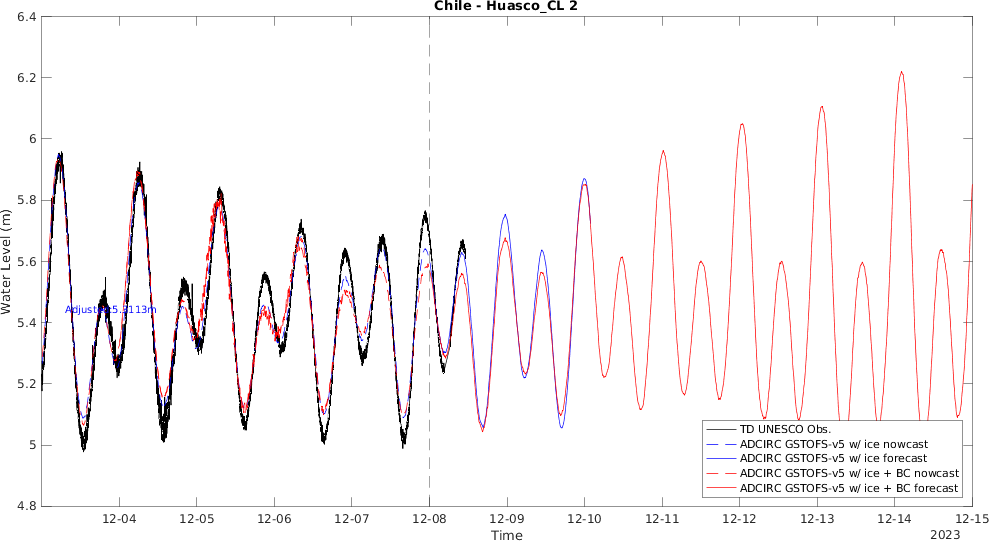 Chile - Huasco_CL 2
6.4
6.2
6
5.8
5.6
5.4
5.2
5
4.8
Water Level (m)
12-04
12-05
12-06
12-07
12-08
12-09
12-10
12-11
12-12
12-13
12-14
12-15
Time
2023
TD UNESCO Obs.
ADCIRC GSTOFS-v5 w/ ice nowcast
ADCIRC GSTOFS-v5 w/ ice forecast
ADCIRC GSTOFS-v5 w/ ice + BC nowcast
ADCIRC GSTOFS-v5 w/ ice + BC forecast